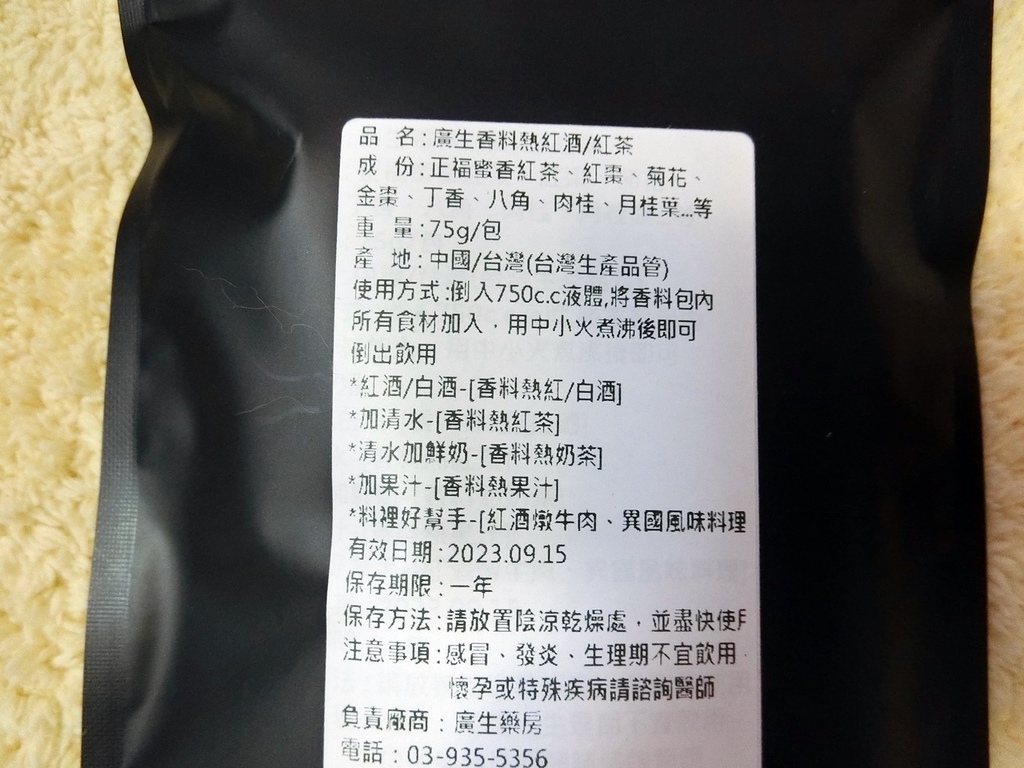 品 名:廣生香料熱紅酒/紅茶
成 份:正福蜜香紅茶、紅棗、菊花、
金棗、丁香、八角、肉桂、月桂葉...等
重 量:75g/包
產 地:中國/台灣(台灣生產品管)
使用方式:倒入750c.c液體,將香料包內
所有食材加入，用中小火煮沸後即可
倒出飲用
*紅酒/白酒-[香料熱紅/白酒]
*加清水-[香料熱紅茶]
*清水加鮮奶-[香料熱奶茶]
*加果汁-[香料熱果汁]
*料裡好幫手-[紅酒燉牛肉、異國風味料理
有效日期:2023.09.15
保存期限:一年
保存方法:請放置陰涼乾燥處，並盡快使
注意事項:感冒、發炎、生理期不宜飲用
懷孕或特殊疾病請諮詢醫師
負責廠商：廣生藥房
電話：03-935-5356